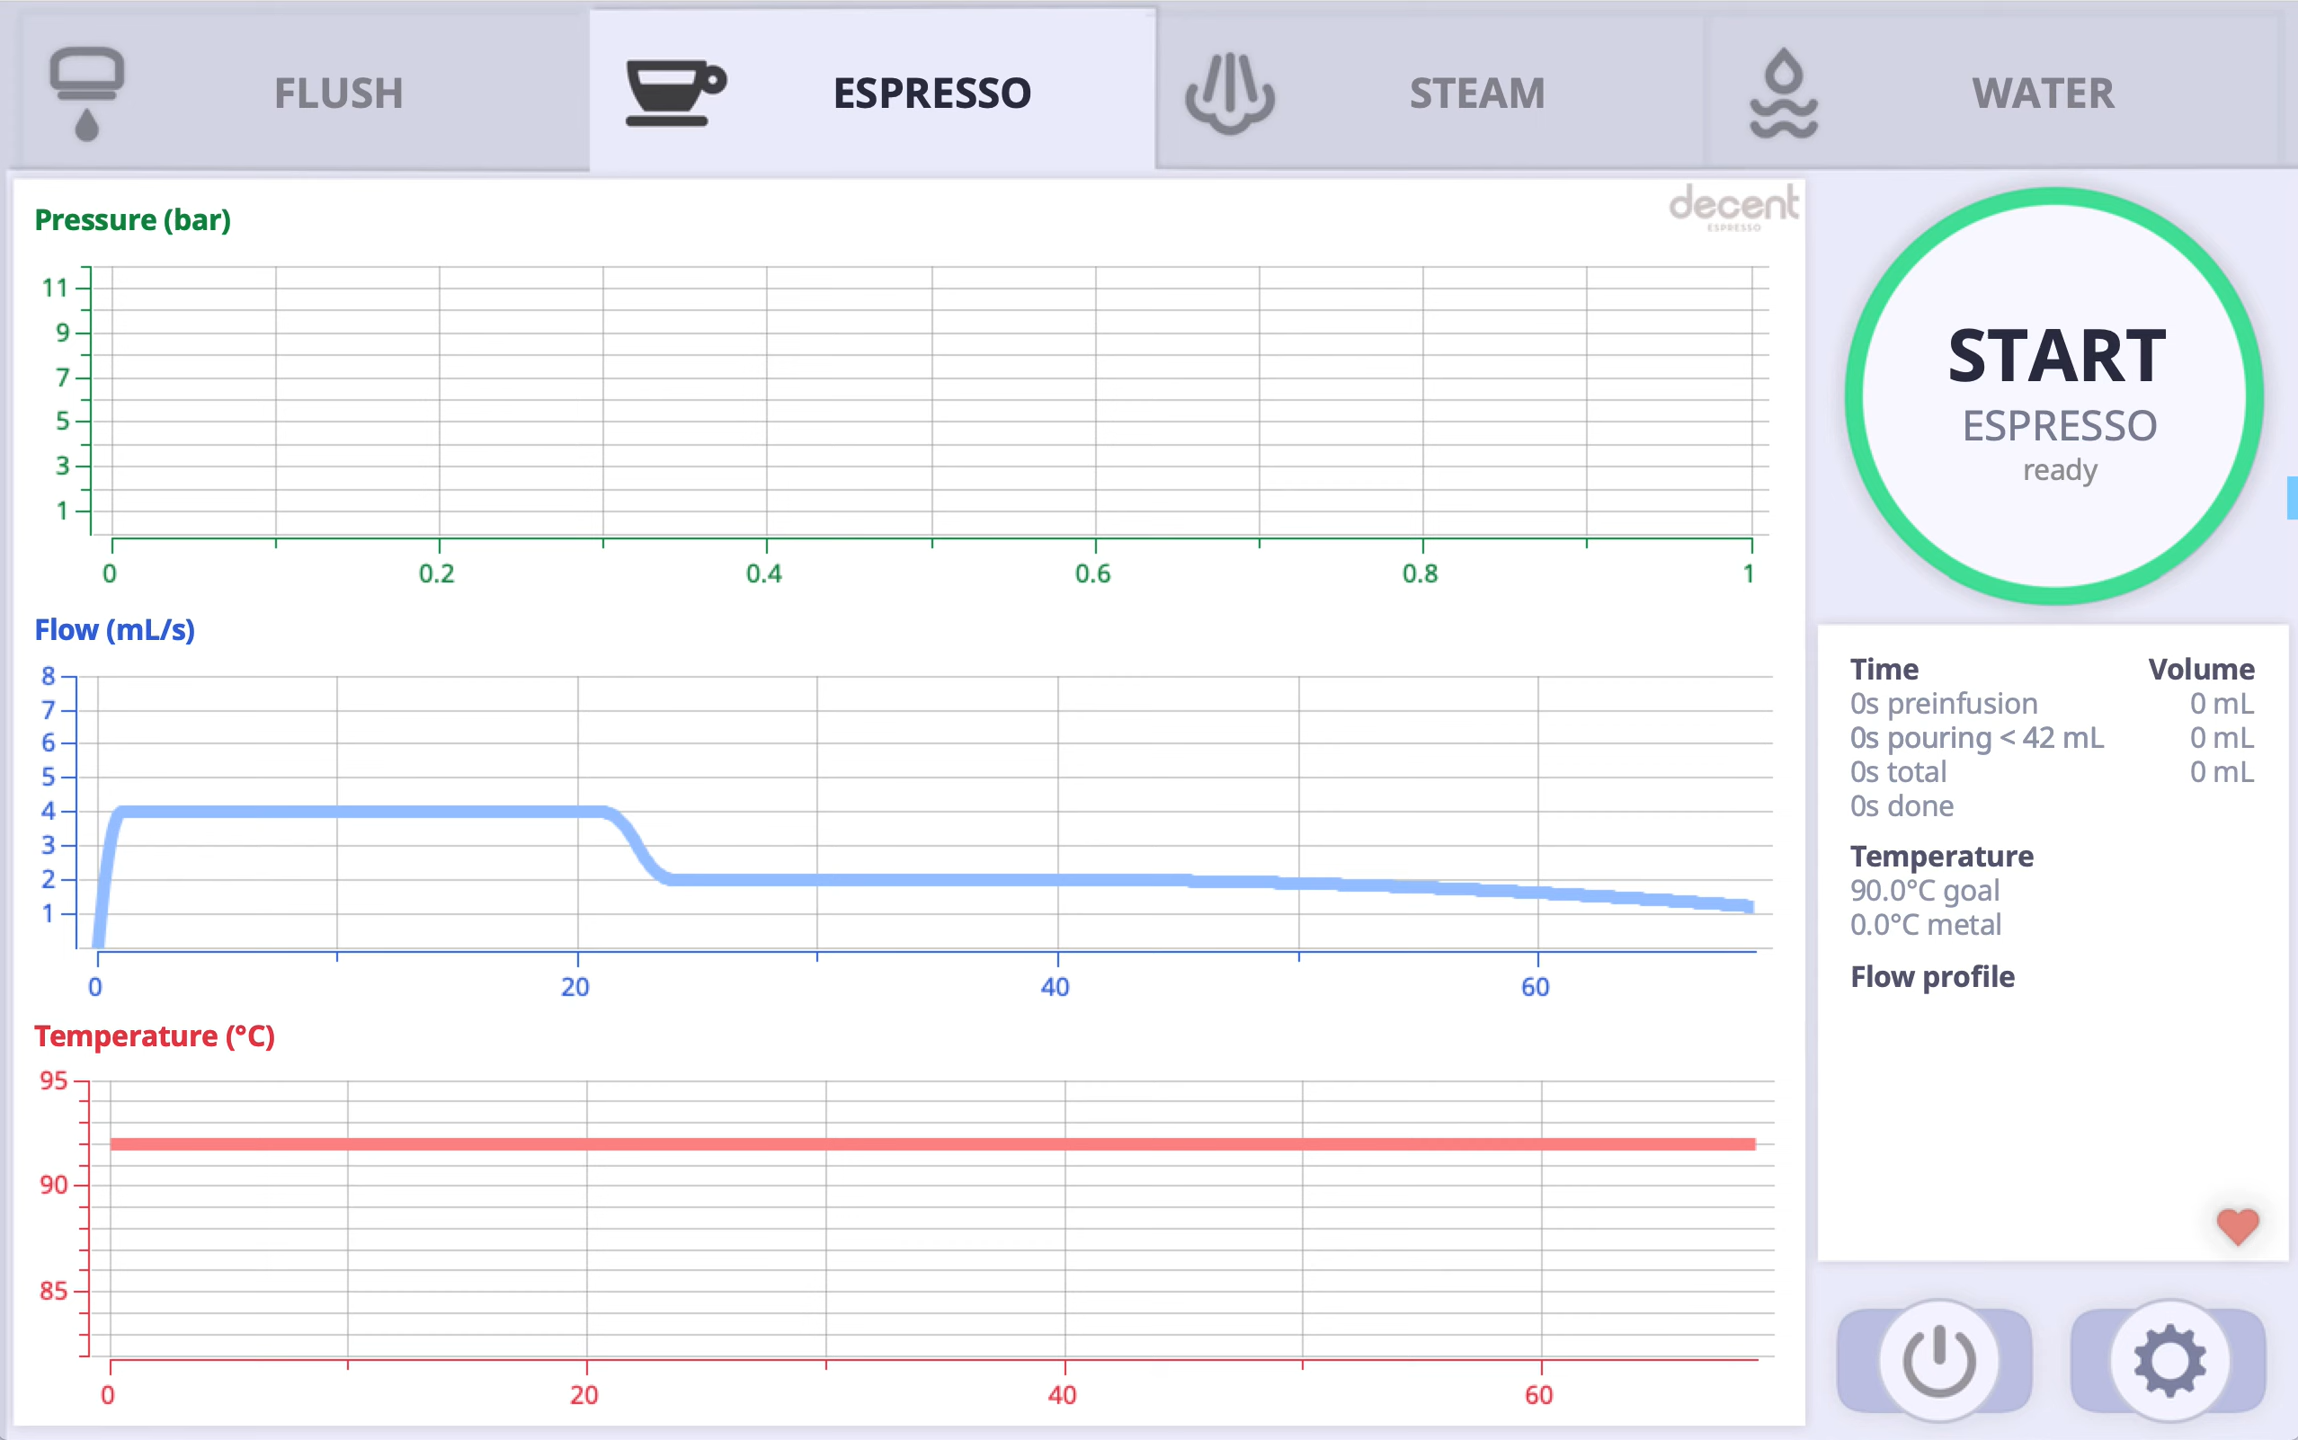 FLUSH
ESPRESSO
STEAM
WATER
Pressure (bar)
decent
ESPRESSO
11
9
7
5
3
1
0 0.2 0.4 0.6 0.8 1
Flow (mL/s)
8
7
6
5
4
3
2
1
0 20 40 60
Temperature (°C)
95
90
85
0 20 40 60
START
ESPRESSO
ready
Time Volume
0s preinfusion 0 mL
0s pouring < 42 mL 0 mL
0s total 0 mL
0s done
Temperature
90.0°C goal
0.0°C metal
Flow profile